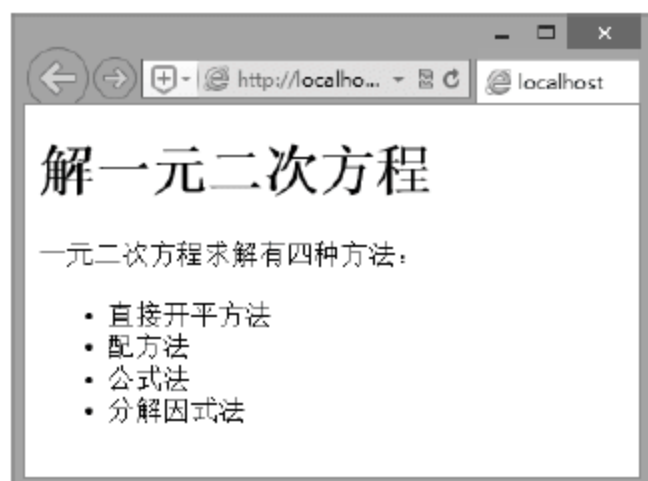 http://localho...
localhost
解一元二次方程
一元二次方程求解有四种方法：
• 直接开平方法
• 配方法
• 公式法
• 分解因式法